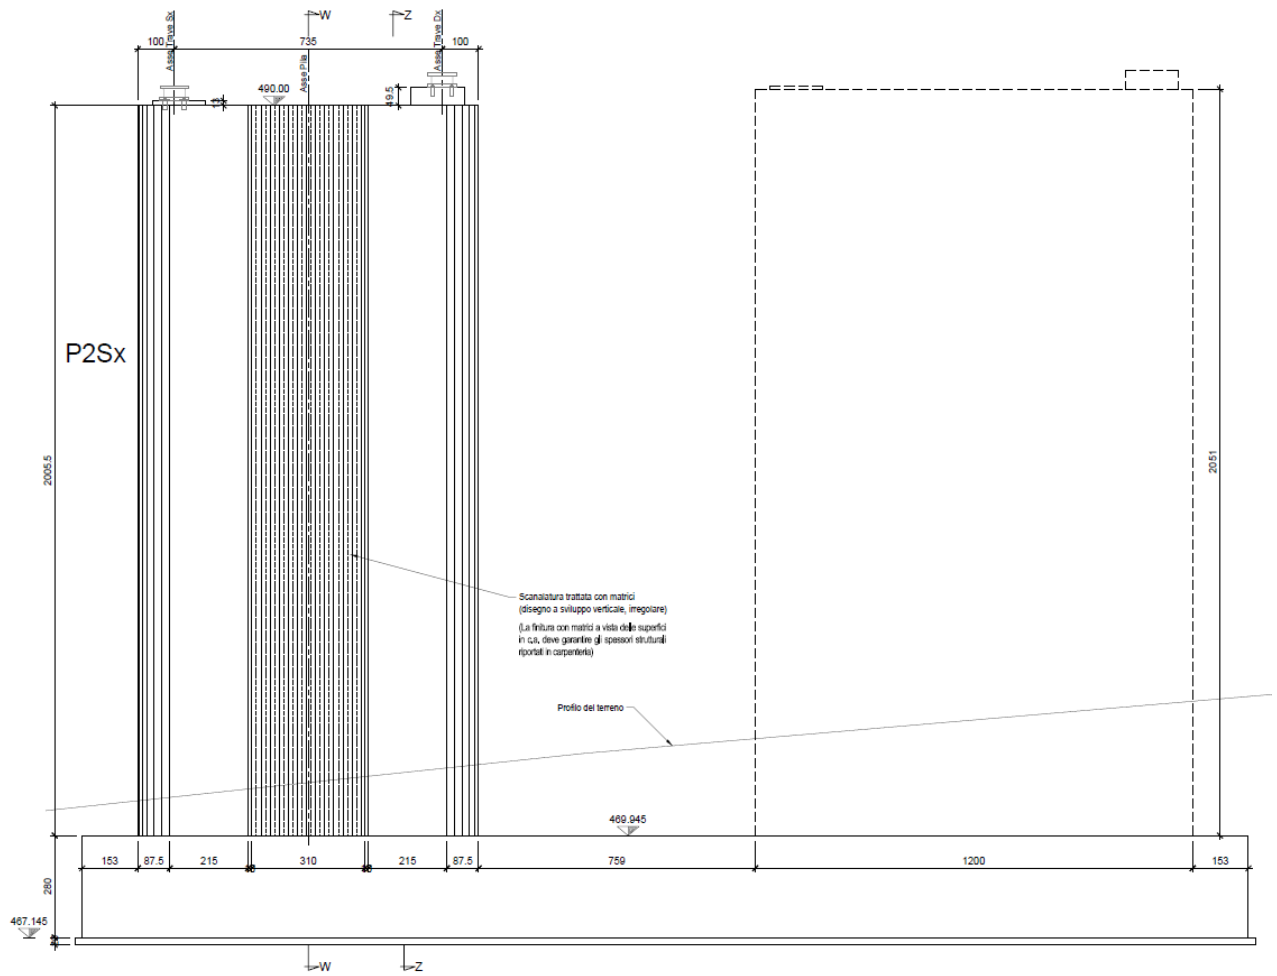 W
Z
Asse Trave Sx
Asse Pila
Asse Trave Dx
100
735
100
490.00
13
49.5
P2Sx
2005.5
2051
Scanalatura trattata con matrici
(disegno a sviluppo verticale, irregolare)
(La finitura con matrici a vista delle superfici
in c.a. deve garantire gli spessori strutturali
riportati in carpenteria)
Profilo del terreno
469.945
153
87.5
215
310
215
87.5
759
1200
153
280
467.145
W
Z